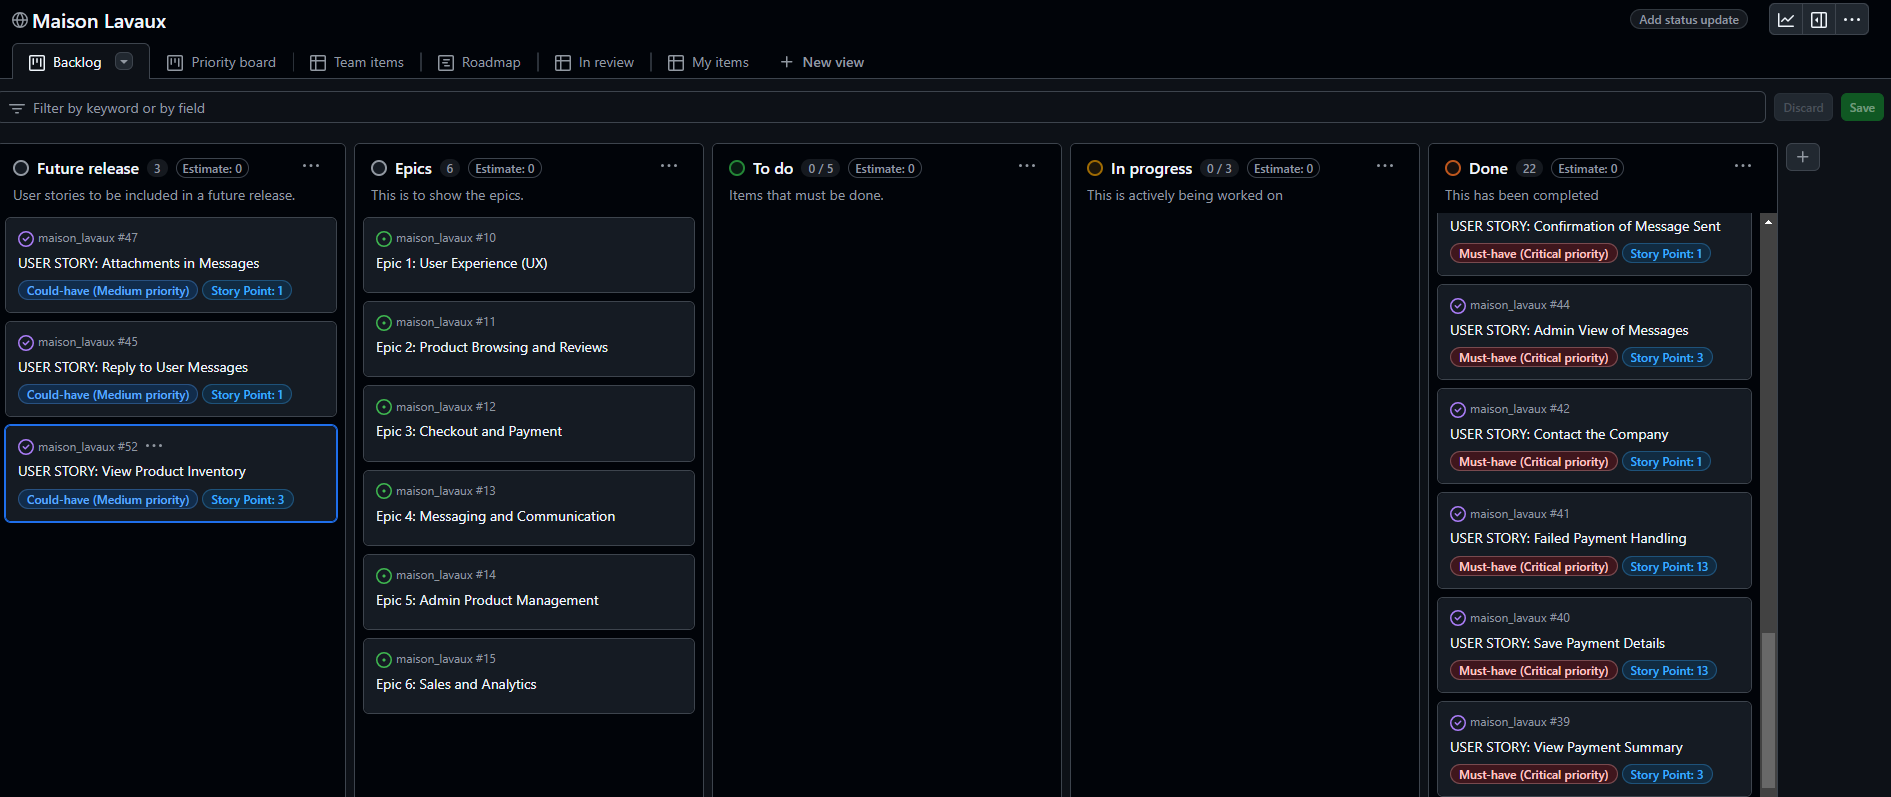 Maison Lavaux
Add status update
Backlog
Priority board
Team items
Roadmap
In review
My items
New view
Filter by keyword or by field
Discard
Save
Future release 3 Estimate: 0
User stories to be included in a future release.
maison_lavaux #47
USER STORY: Attachments in Messages
Could-have (Medium priority) Story Point: 1
maison_lavaux #45
USER STORY: Reply to User Messages
Could-have (Medium priority) Story Point: 1
maison_lavaux #52
USER STORY: View Product Inventory
Could-have (Medium priority) Story Point: 3
Epics 6 Estimate: 0
This is to show the epics.
maison_lavaux #10
Epic 1: User Experience (UX)
maison_lavaux #11
Epic 2: Product Browsing and Reviews
maison_lavaux #12
Epic 3: Checkout and Payment
maison_lavaux #13
Epic 4: Messaging and Communication
maison_lavaux #14
Epic 5: Admin Product Management
maison_lavaux #15
Epic 6: Sales and Analytics
To do 0 / 5 Estimate: 0
Items that must be done.
In progress 0 / 3 Estimate: 0
This is actively being worked on
Done 22 Estimate: 0
This has been completed
USER STORY: Confirmation of Message Sent
Must-have (Critical priority) Story Point: 1
maison_lavaux #44
USER STORY: Admin View of Messages
Must-have (Critical priority) Story Point: 3
maison_lavaux #42
USER STORY: Contact the Company
Must-have (Critical priority) Story Point: 1
maison_lavaux #41
USER STORY: Failed Payment Handling
Must-have (Critical priority) Story Point: 13
maison_lavaux #40
USER STORY: Save Payment Details
Must-have (Critical priority) Story Point: 13
maison_lavaux #39
USER STORY: View Payment Summary
Must-have (Critical priority) Story Point: 3